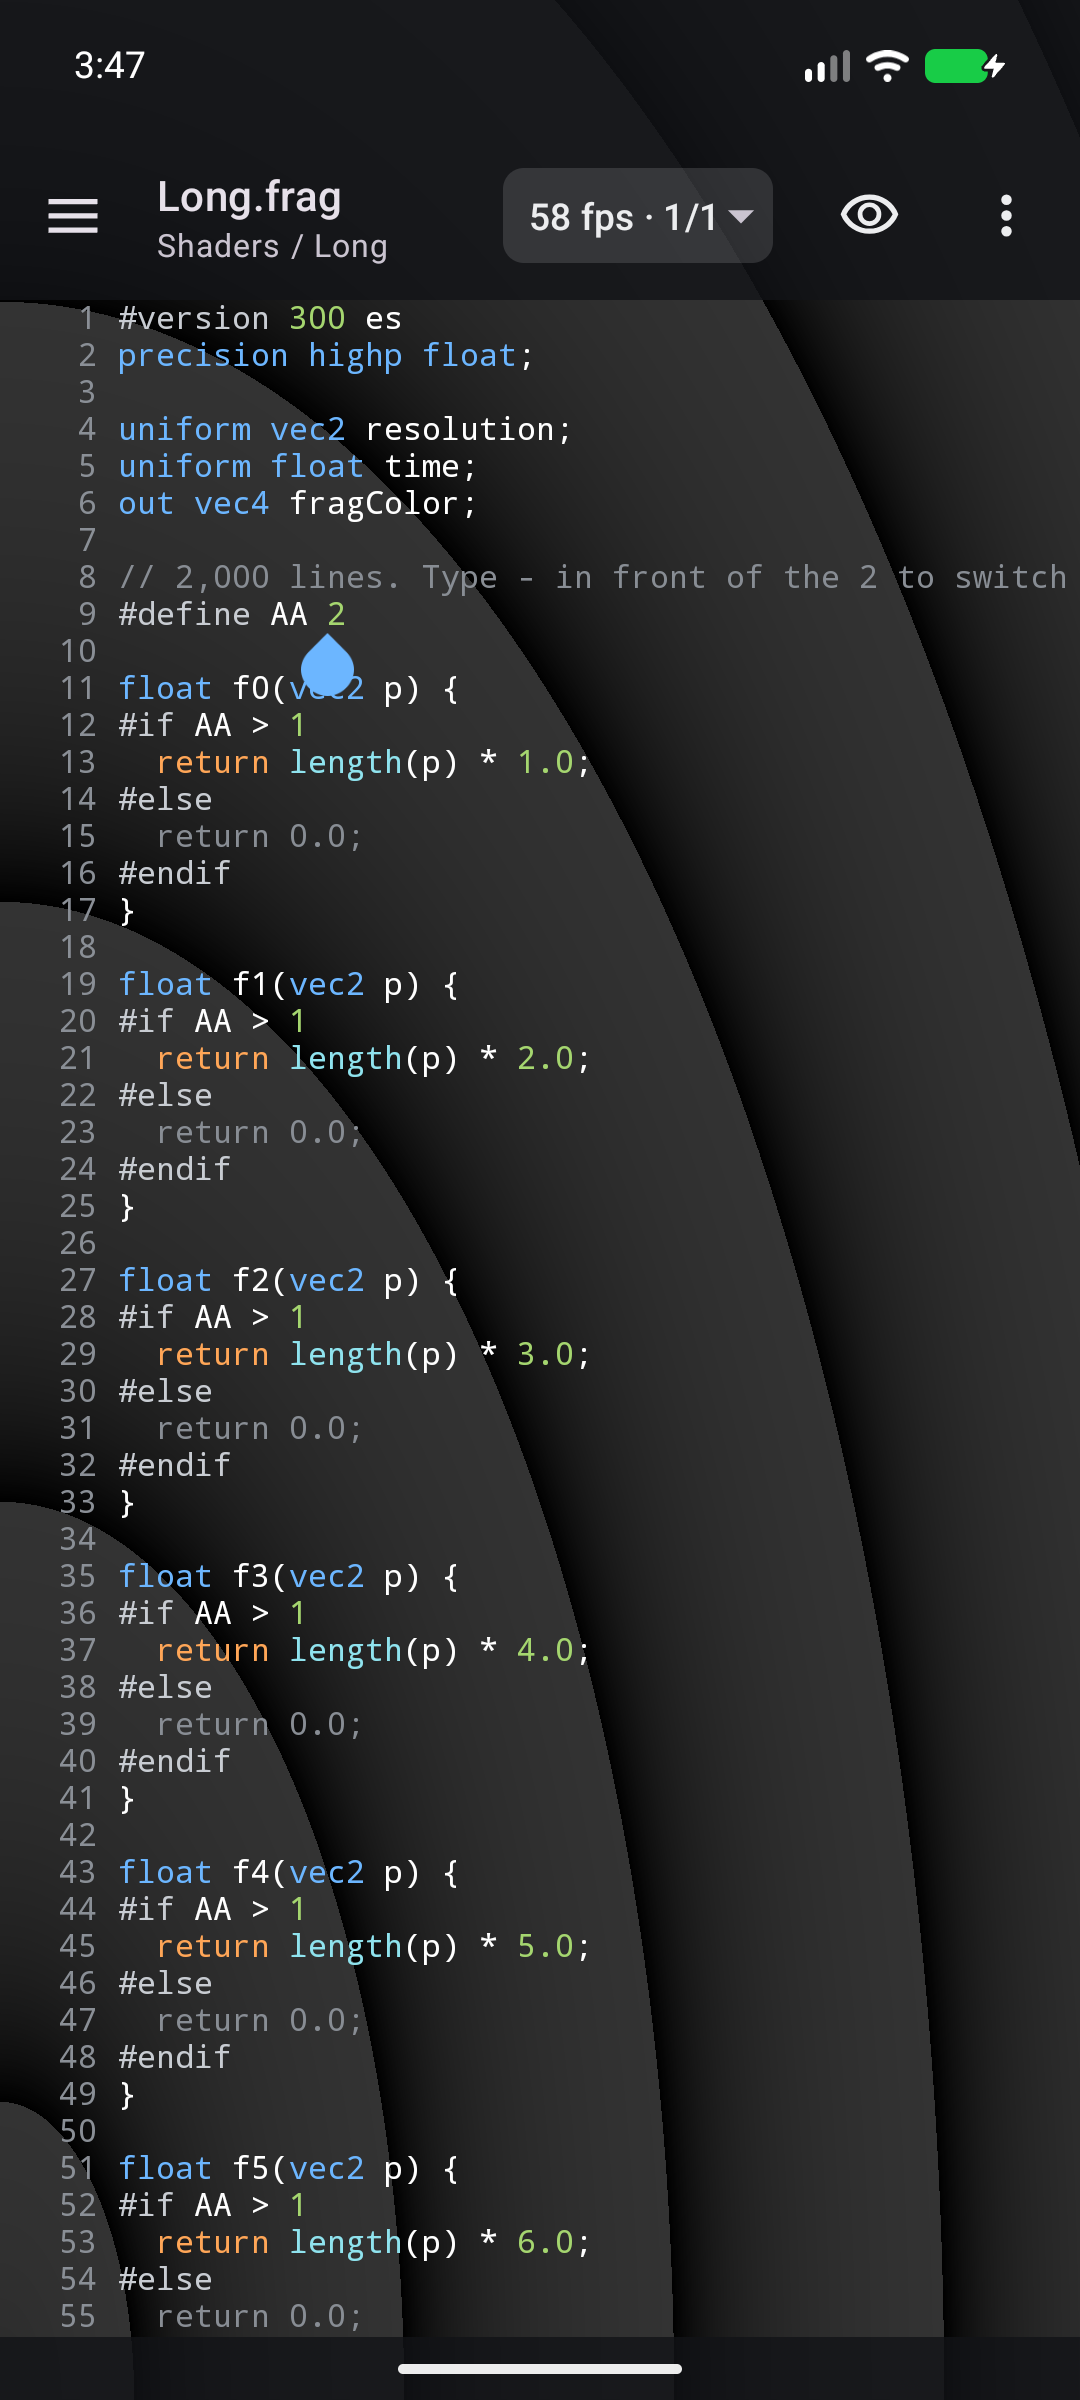 3:47
Long.frag
Shaders / Long
58 fps · 1/1
1 #version 300 es
2 precision highp float;
3
4 uniform vec2 resolution;
5 uniform float time;
6 out vec4 fragColor;
7
8 // 2,000 lines. Type - in front of the 2 to switch
9 #define AA 2
10
11 float f0(vec2 p) {
12 #if AA > 1
13   return length(p) * 1.0;
14 #else
15   return 0.0;
16 #endif
17 }
18
19 float f1(vec2 p) {
20 #if AA > 1
21   return length(p) * 2.0;
22 #else
23   return 0.0;
24 #endif
25 }
26
27 float f2(vec2 p) {
28 #if AA > 1
29   return length(p) * 3.0;
30 #else
31   return 0.0;
32 #endif
33 }
34
35 float f3(vec2 p) {
36 #if AA > 1
37   return length(p) * 4.0;
38 #else
39   return 0.0;
40 #endif
41 }
42
43 float f4(vec2 p) {
44 #if AA > 1
45   return length(p) * 5.0;
46 #else
47   return 0.0;
48 #endif
49 }
50
51 float f5(vec2 p) {
52 #if AA > 1
53   return length(p) * 6.0;
54 #else
55   return 0.0;